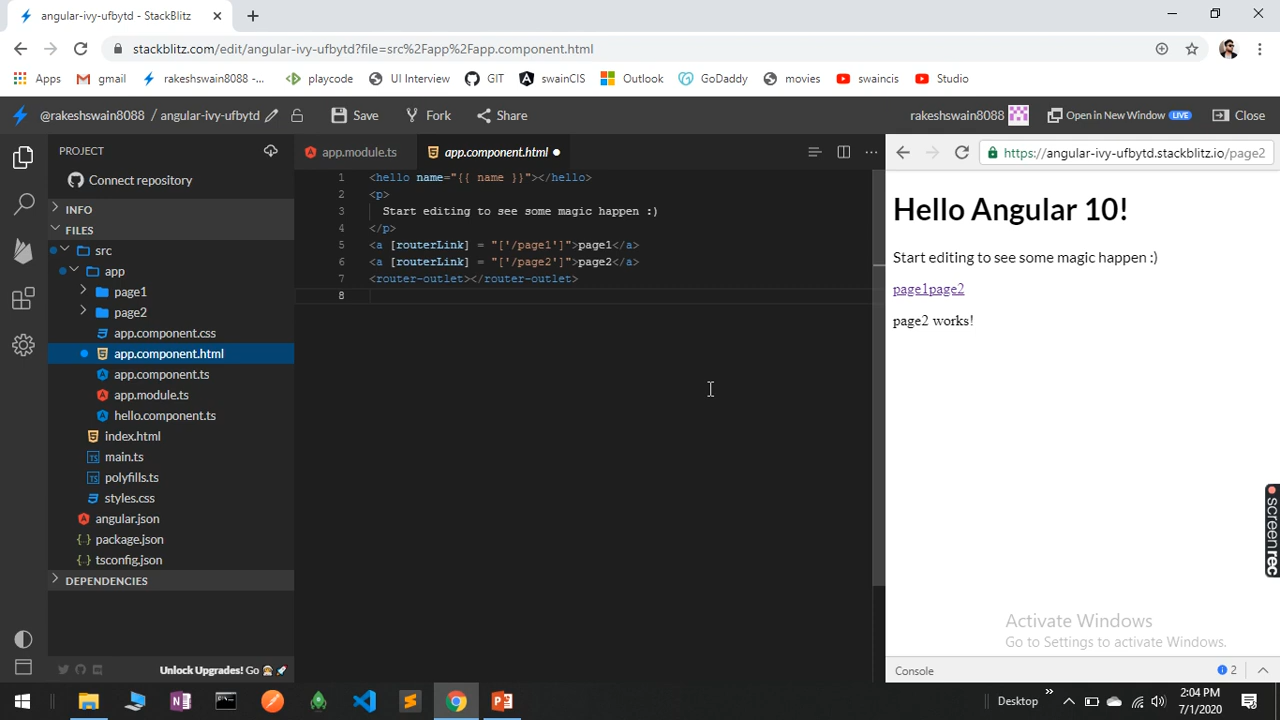 angular-ivy-ufbytd - StackBlitz
stackblitz.com/edit/angular-ivy-ufbytd?file=src%2Fapp%2Fapp.component.html
Apps gmail rakeshswain8088 -... playcode UI Interview GIT swainCIS Outlook GoDaddy movies swaincis Studio
@rakeshswain8088 / angular-ivy-ufbytd Save Fork Share rakeshswain8088 Open in New Window LIVE Close
PROJECT
Connect repository
INFO
FILES
src
app
page1
page2
app.component.css
app.component.html
app.component.ts
app.module.ts
hello.component.ts
index.html
main.ts
polyfills.ts
styles.css
angular.json
package.json
tsconfig.json
DEPENDENCIES
Unlock Upgrades! Go
app.module.ts app.component.html
1 <hello name="{{ name }}"></hello>
2 <p>
3 Start editing to see some magic happen :)
4 </p>
5 <a [routerLink] = "['/page1']">page1</a>
6 <a [routerLink] = "['/page2']">page2</a>
7 <router-outlet></router-outlet>
8
https://angular-ivy-ufbytd.stackblitz.io/page2
Hello Angular 10!
Start editing to see some magic happen :)
page1page2
page2 works!
screenrec
Activate Windows
Go to Settings to activate Windows.
Console 2
Desktop
2:04 PM
7/1/2020